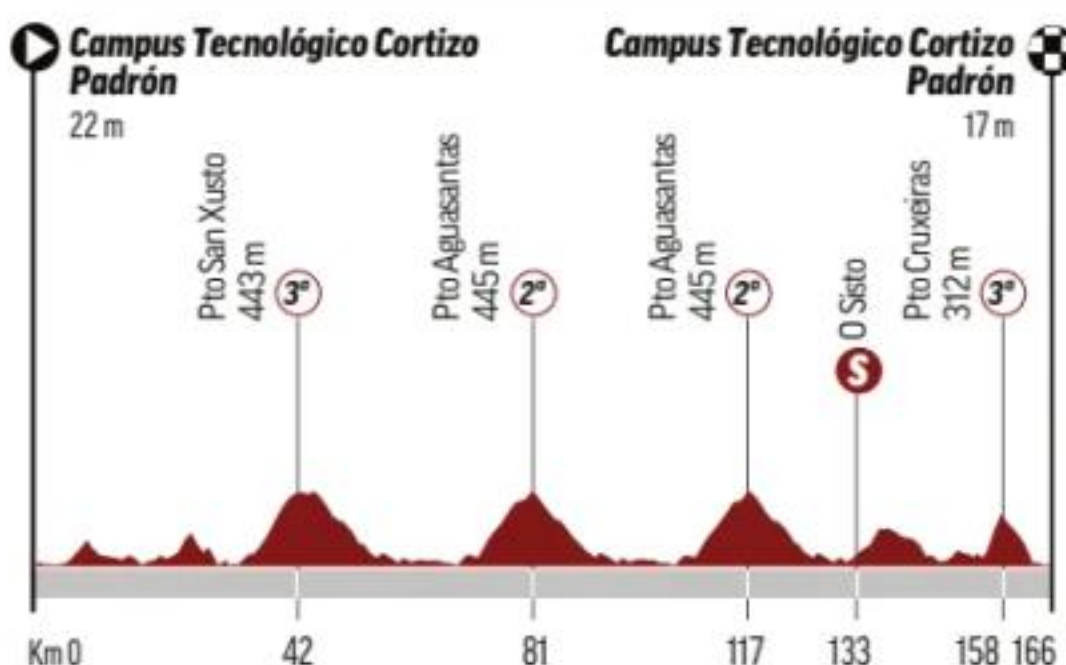 Campus Tecnológico Cortizo
Padrón
22 m
Campus Tecnológico Cortizo
Padrón
17 m
Pto San Xusto
443 m
3ª
Pto Aguasantas
445 m
2ª
Pto Aguasantas
445 m
2ª
O Sisto
S
Pto Cruxeiras
312 m
3ª
Km 0 42 81 117 133 158 166